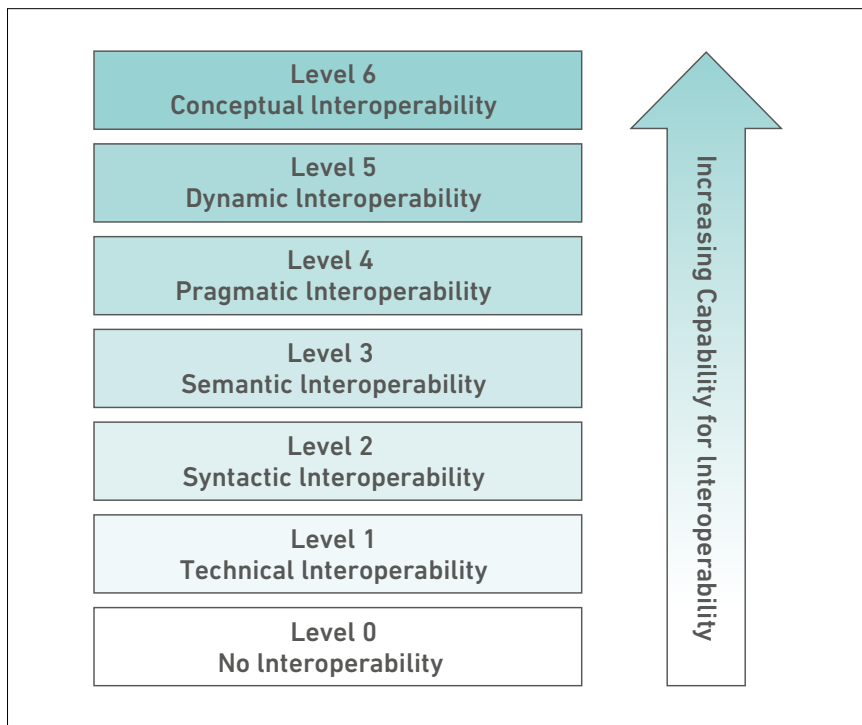 Level 6
Conceptual Interoperability
Level 5
Dynamic Interoperability
Level 4
Pragmatic Interoperability
Level 3
Semantic Interoperability
Level 2
Syntactic Interoperability
Level 1
Technical Interoperability
Level 0
No Interoperability
Increasing Capability for Interoperability